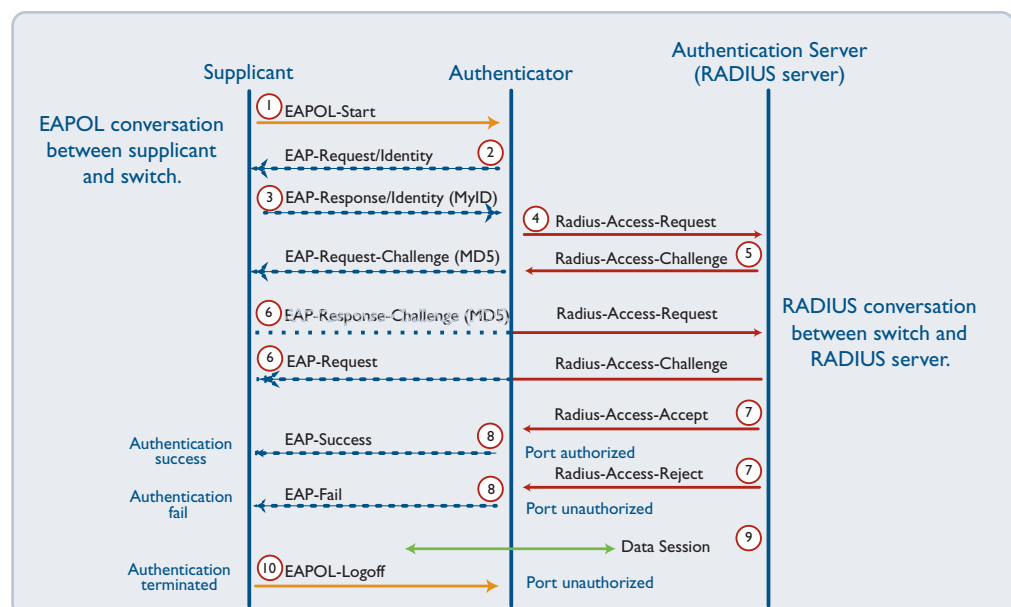 Authentication Server
(RADIUS server)
Supplicant
Authenticator
EAPOL conversation
between supplicant
and switch.
1 EAPOL-Start
EAP-Request/Identity 2
3 EAP-Response/Identity (MyID)
4 Radius-Access-Request
EAP-Request-Challenge (MD5)
Radius-Access-Challenge 5
6 EAP-Response-Challenge (MD5)
Radius-Access-Request
RADIUS conversation
between switch and
RADIUS server.
6 EAP-Request
Radius-Access-Challenge
Radius-Access-Accept 7
Authentication
success
EAP-Success 8
Port authorized
Radius-Access-Reject 7
Authentication
fail
EAP-Fail 8
Port unauthorized
Data Session 9
Authentication
terminated
10 EAPOL-Logoff
Port unauthorized